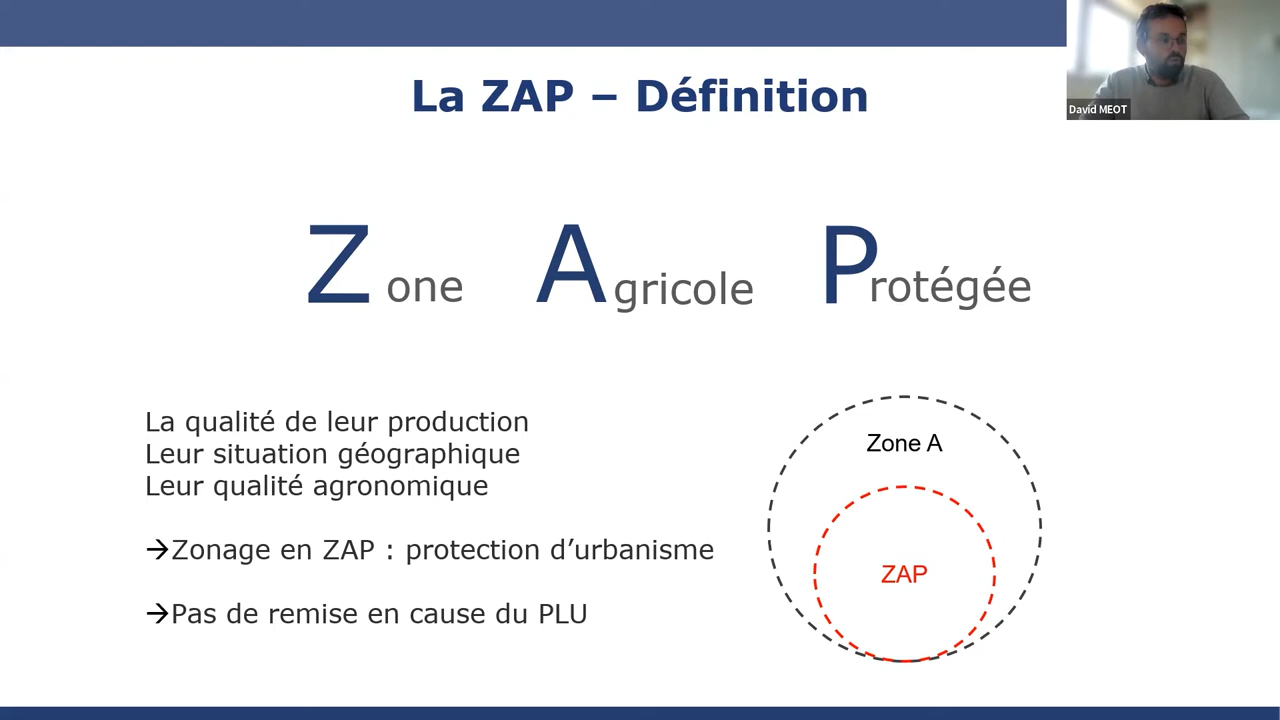 David MEOT
La ZAP – Définition
Zone Agricole Protégée
La qualité de leur production
Leur situation géographique
Leur qualité agronomique
→Zonage en ZAP : protection d’urbanisme
→Pas de remise en cause du PLU
Zone A
ZAP